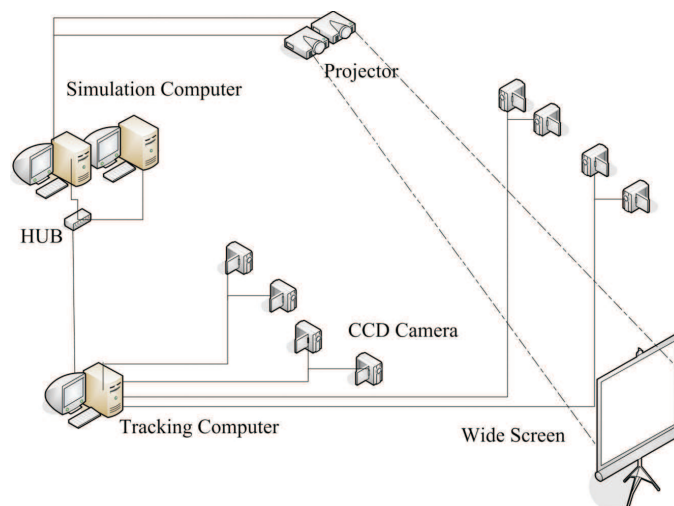 Projector
Simulation Computer
HUB
CCD Camera
Tracking Computer
Wide Screen